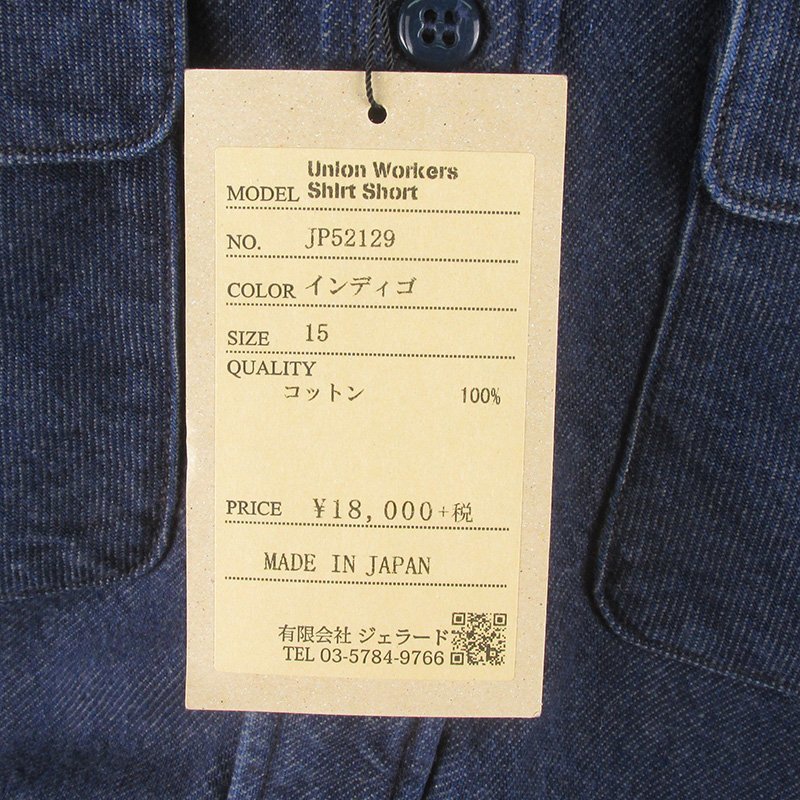 MODEL Union Workers
Shirt Short
NO. JP52129
COLOR インディゴ
SIZE 15
QUALITY
コットン 100%
PRICE ¥18,000+税
MADE IN JAPAN
有限会社 ジェラード
TEL 03-5784-9766